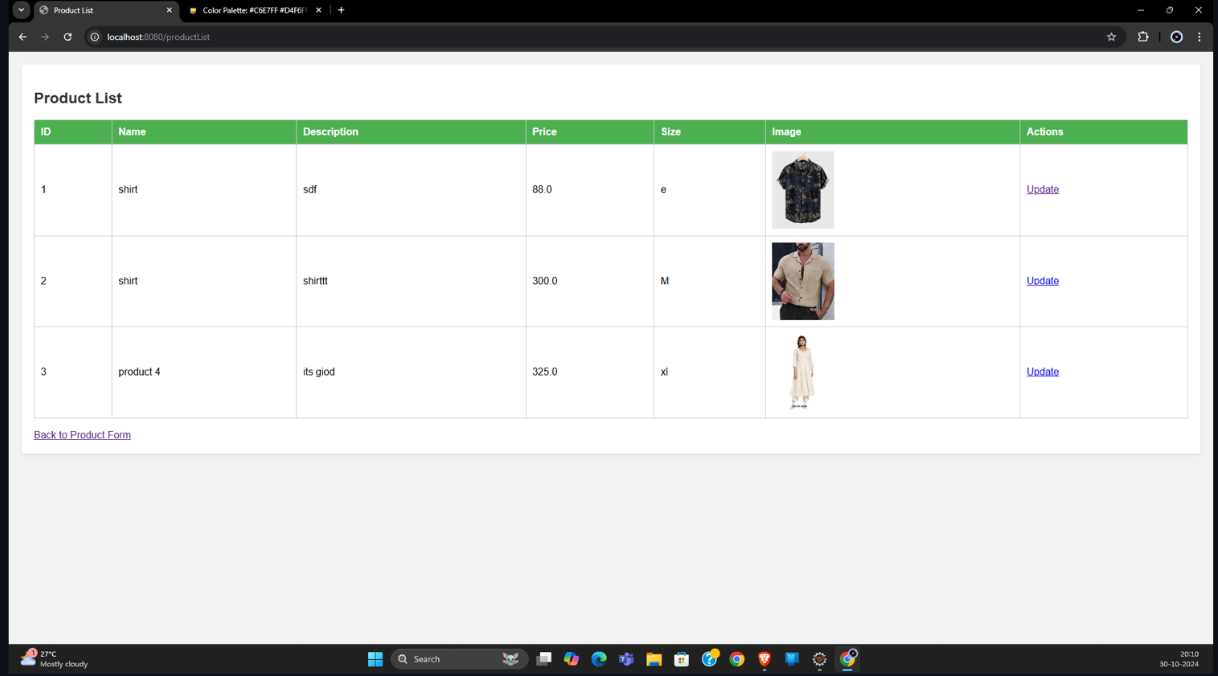 Product List
Color Palette: #C6E7FF #D4F6F
localhost:8080/productList
Product List
ID Name Description Price Size Image Actions
1 shirt sdf 88.0 e Update
2 shirt shirttt 300.0 M Update
3 product 4 its giod 325.0 xl Update
Back to Product Form
1
27°C
Mostly cloudy
Search
20:10
30-10-2024